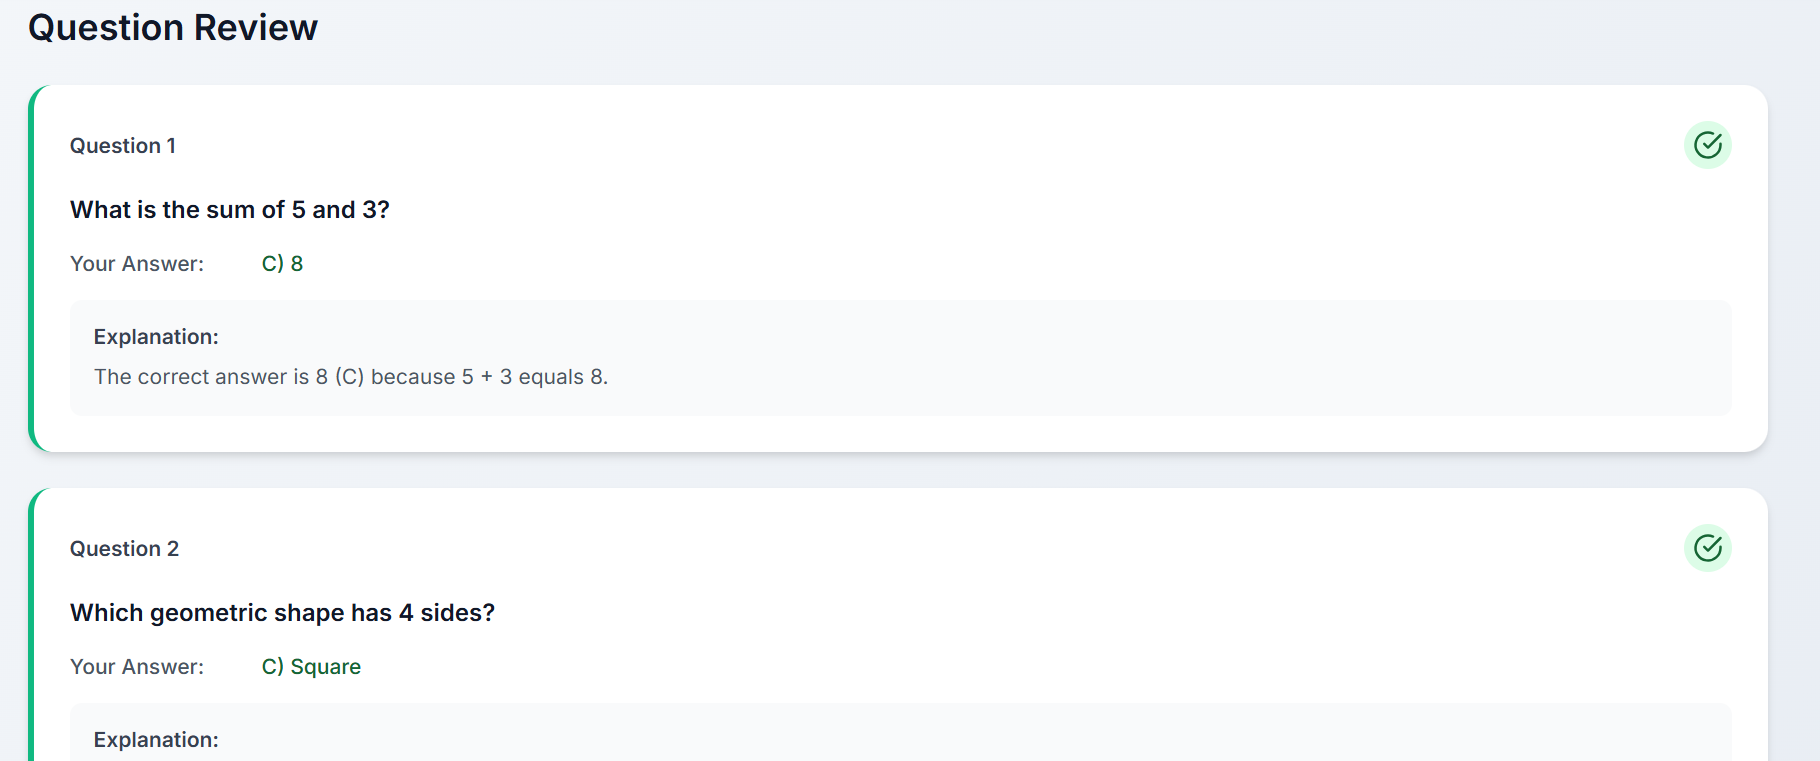 Question Review
Question 1
What is the sum of 5 and 3?
Your Answer: C) 8
Explanation:
The correct answer is 8 (C) because 5 + 3 equals 8.
Question 2
Which geometric shape has 4 sides?
Your Answer: C) Square
Explanation: